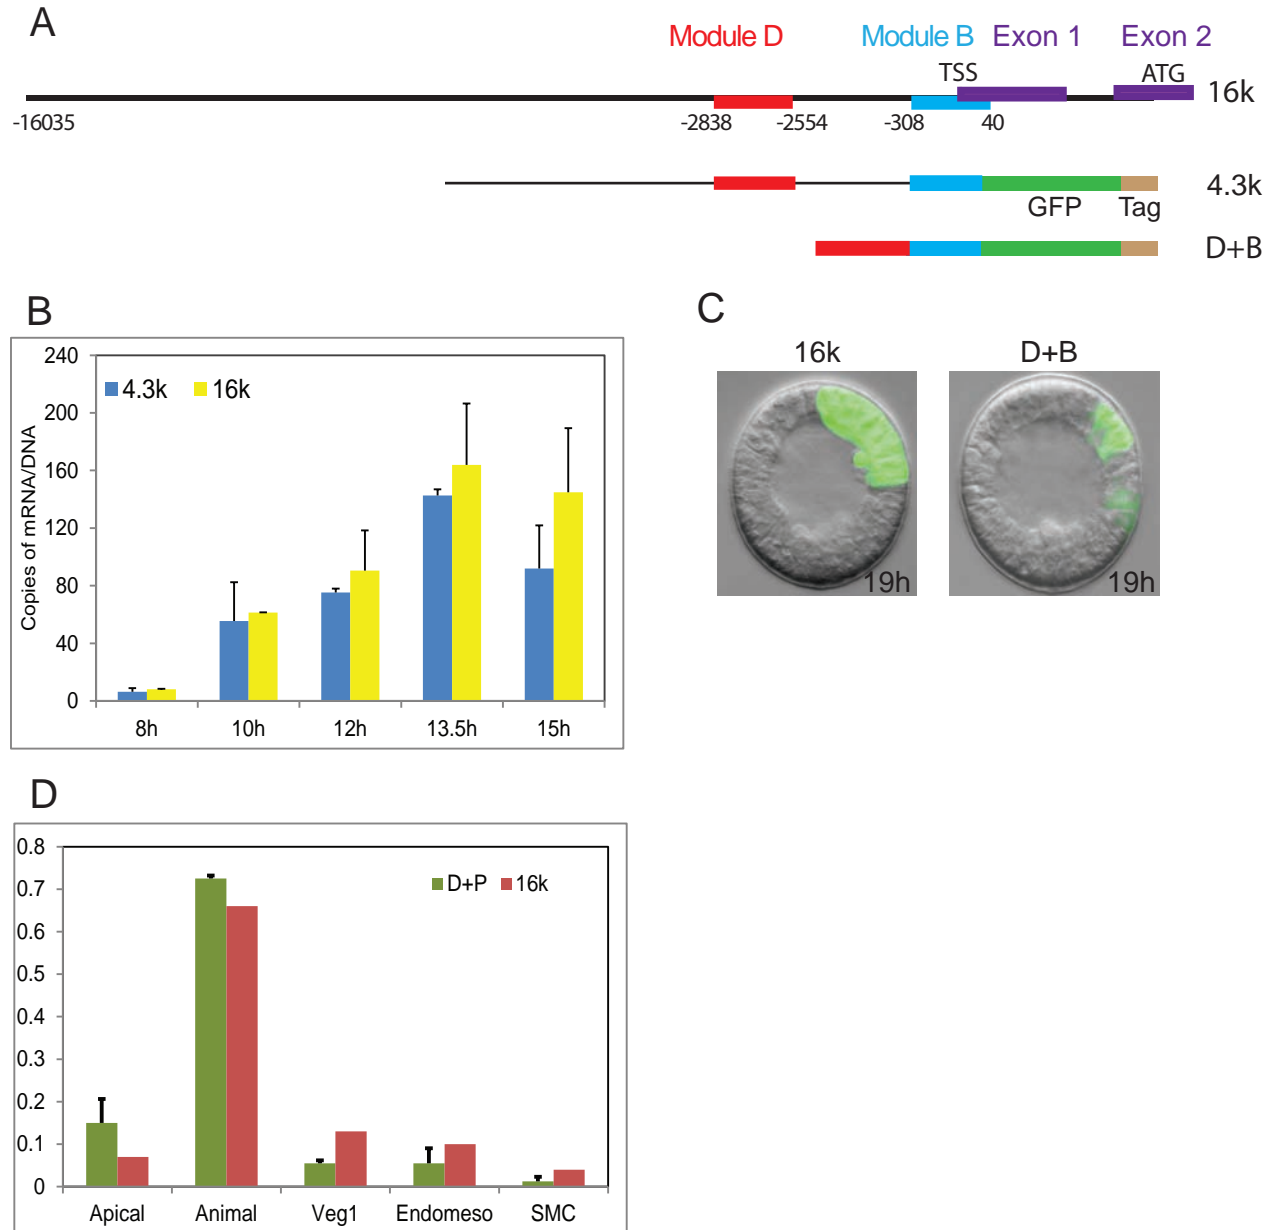 A
Module D Module B Exon 1 Exon 2
TSS ATG
16k
-16035 -2838 -2554 -308 40
4.3k
GFP Tag
D+B
B
4.3k 16k
Copies of mRNA/DNA
240
200
160
120
80
40
0
8h 10h 12h 13.5h 15h
C
16k D+B
19h 19h
D
D+P 16k
0.8
0.7
0.6
0.5
0.4
0.3
0.2
0.1
0
Apical Animal Veg1 Endomeso SMC